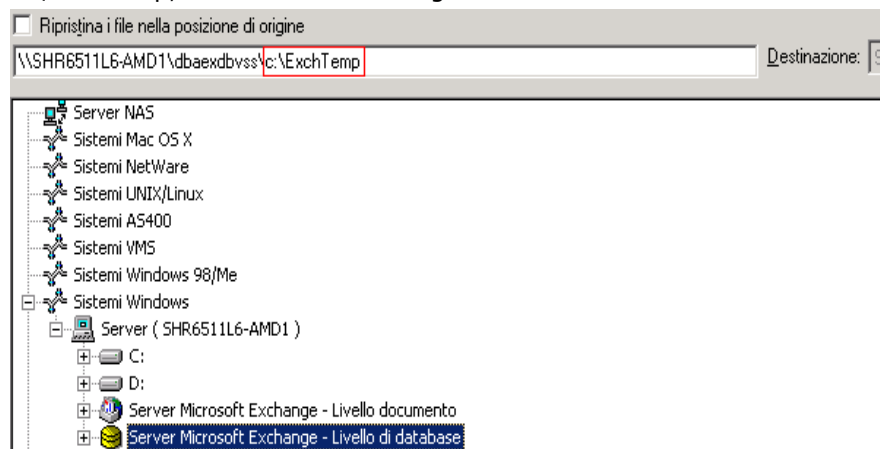 Ripristina i file nella posizione di origine
\\SHR6511L6-AMD1\dbaexdbvss\c:\ExchTemp
Destinazione:
Server NAS
Sistemi Mac OS X
Sistemi NetWare
Sistemi UNIX/Linux
Sistemi AS400
Sistemi VMS
Sistemi Windows 98/Me
Sistemi Windows
Server ( SHR6511L6-AMD1 )
C:
D:
Server Microsoft Exchange - Livello documento
Server Microsoft Exchange - Livello di database